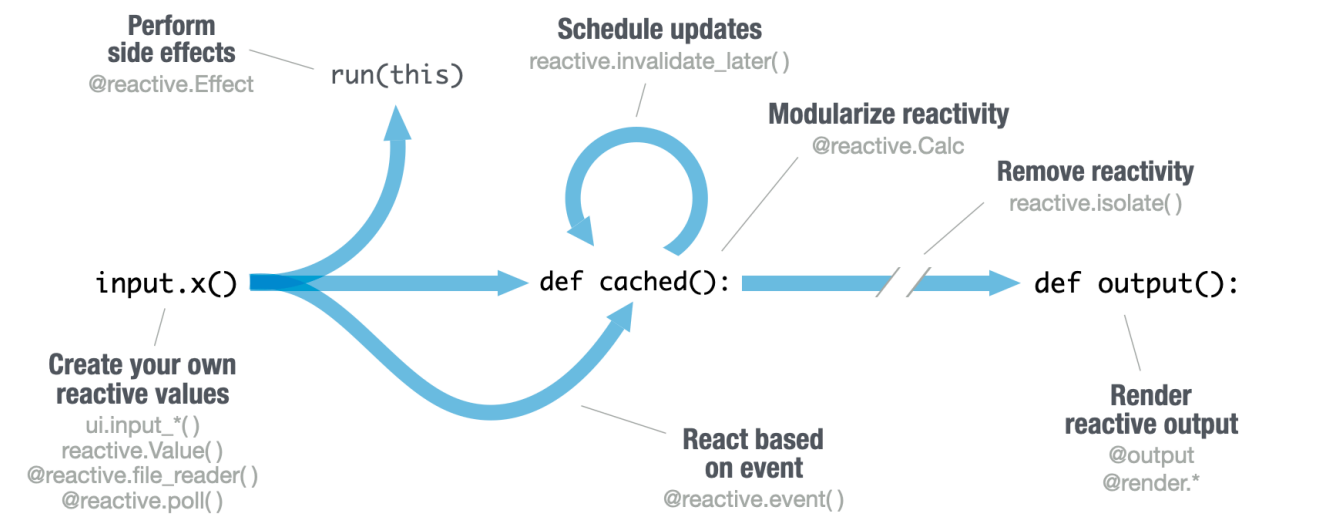 Perform
side effects
@reactive.Effect
run(this)
Schedule updates
reactive.invalidate_later()
Modularize reactivity
@reactive.Calc
Remove reactivity
reactive.isolate()
input.x()
def cached():
def output():
Create your own
reactive values
ui.input_*()
reactive.Value()
@reactive.file_reader()
@reactive.poll()
React based
on event
@reactive.event()
Render
reactive output
@output
@render.*